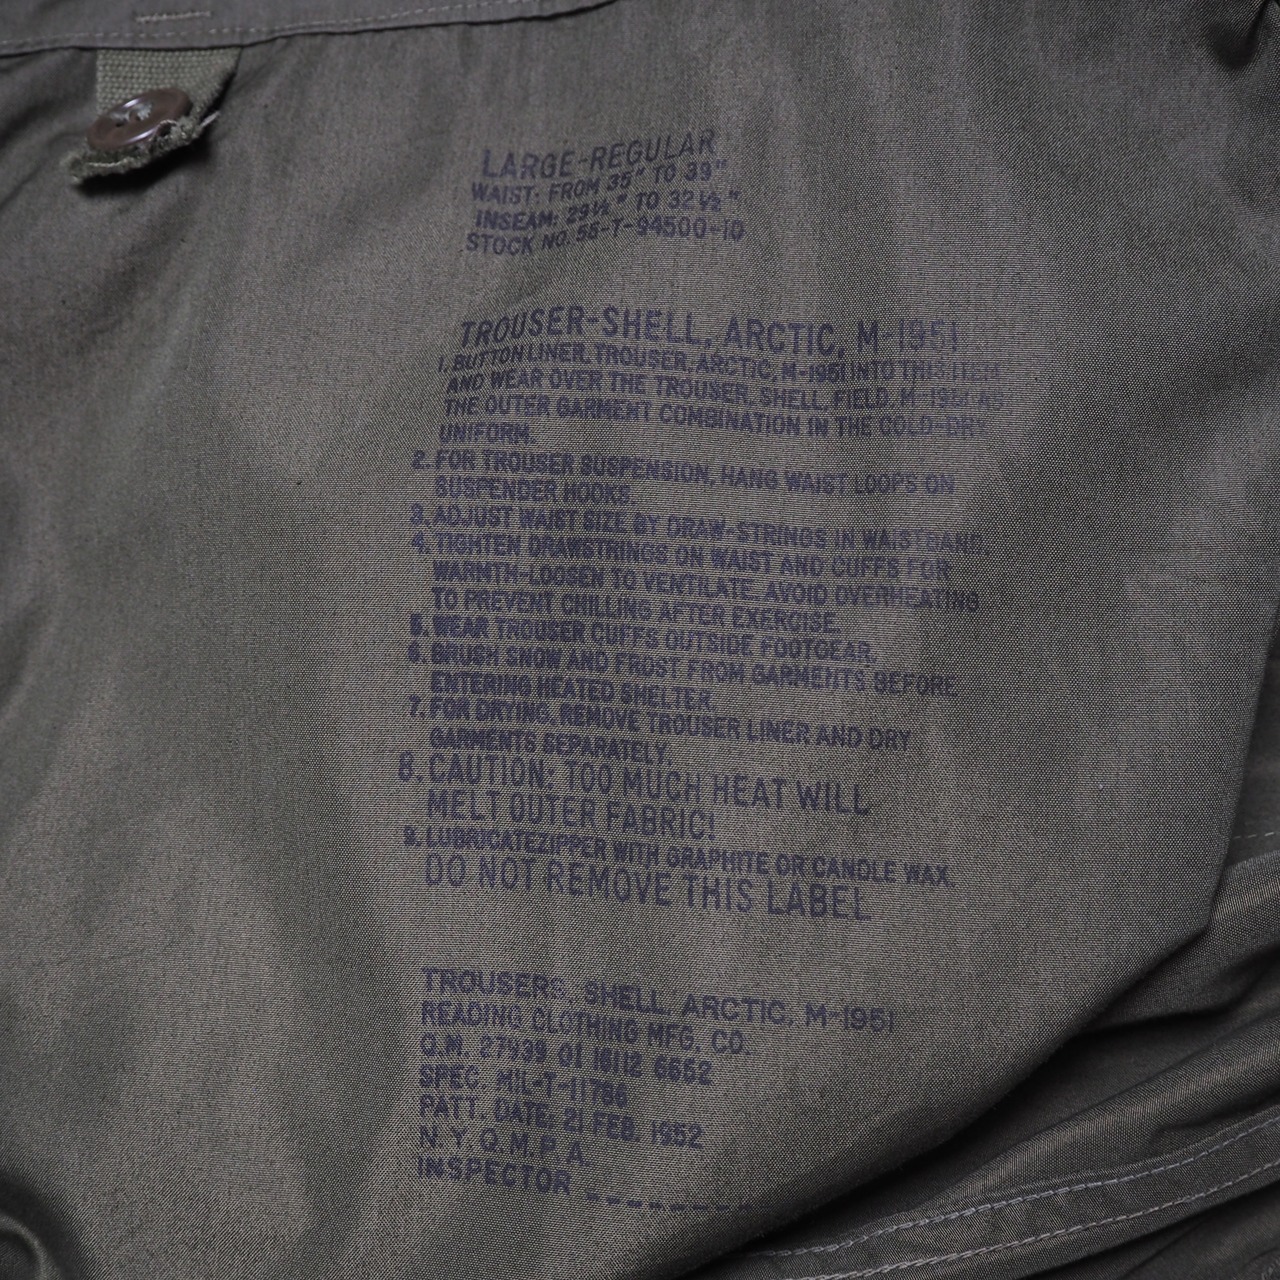 LARGE-REGULAR
WAIST: FROM 35" TO 39"
INSEAM: 29½" TO 32½"
STOCK NO. 55-T-94500-10
TROUSER-SHELL, ARCTIC, M-1951
1. BUTTON LINER, TROUSER, ARCTIC, M-1951 INTO THIS ITEM
AND WEAR OVER THE TROUSER, SHELL, FIELD, M-1951 AS
THE OUTER GARMENT COMBINATION IN THE COLD-DRY
UNIFORM.
2. FOR TROUSER SUSPENSION, HANG WAIST LOOPS ON
SUSPENDER HOOKS.
3. ADJUST WAIST SIZE BY DRAW-STRINGS IN WAISTBAND.
4. TIGHTEN DRAWSTRINGS ON WAIST AND CUFFS FOR
WARMTH-LOOSEN TO VENTILATE. AVOID OVERHEATING
TO PREVENT CHILLING AFTER EXERCISE.
5. WEAR TROUSER CUFFS OUTSIDE FOOTGEAR.
6. BRUSH SNOW AND FROST FROM GARMENTS BEFORE
ENTERING HEATED SHELTER.
7. FOR DRYING, REMOVE TROUSER LINER AND DRY
GARMENTS SEPARATELY.
8. CAUTION: TOO MUCH HEAT WILL
MELT OUTER FABRIC!
9. LUBRICATE ZIPPER WITH GRAPHITE OR CANDLE WAX.
DO NOT REMOVE THIS LABEL
TROUSERS, SHELL, ARCTIC, M-1951
READING CLOTHING MFG, CO.
Q.M. 27939 OI 16112 6652
SPEC. MIL-T-11786
PATT. DATE: 21 FEB. 1952
N.Y.Q.M.P.A.
INSPECTOR _ _ _ _ _ _ _ _